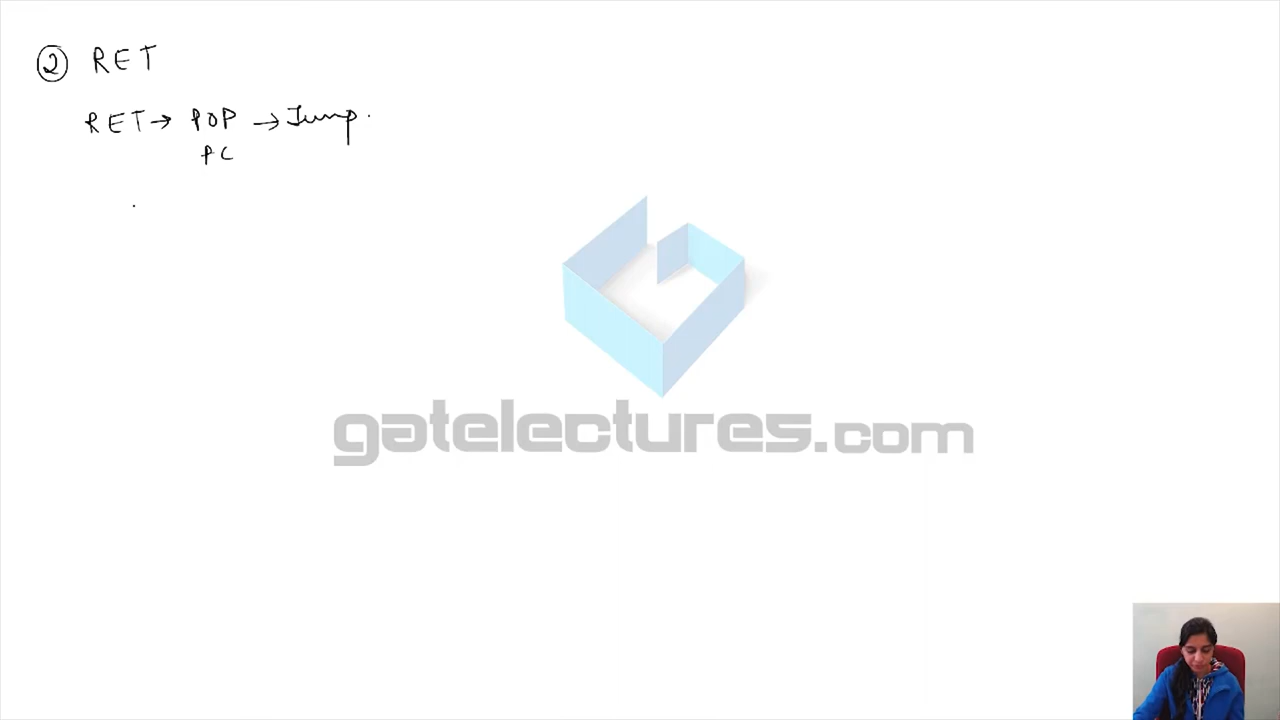 ② RET
RET → POP → Jump.
PC
gatelectures.com